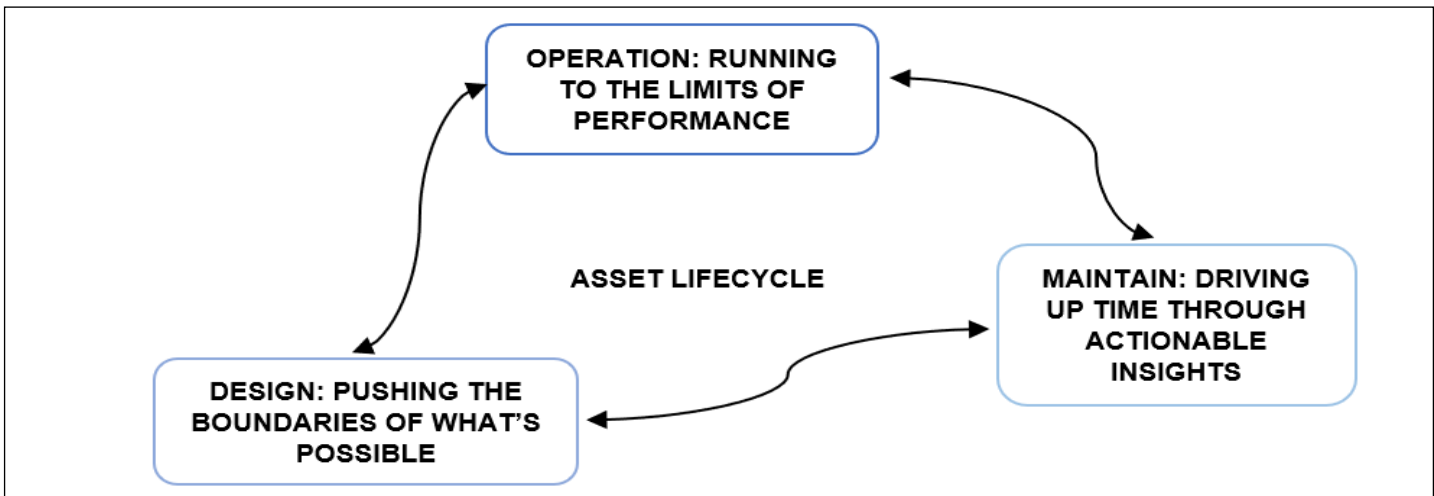 OPERATION: RUNNING
TO THE LIMITS OF
PERFORMANCE
ASSET LIFECYCLE
MAINTAIN: DRIVING
UP TIME THROUGH
ACTIONABLE
INSIGHTS
DESIGN: PUSHING THE
BOUNDARIES OF WHAT’S
POSSIBLE